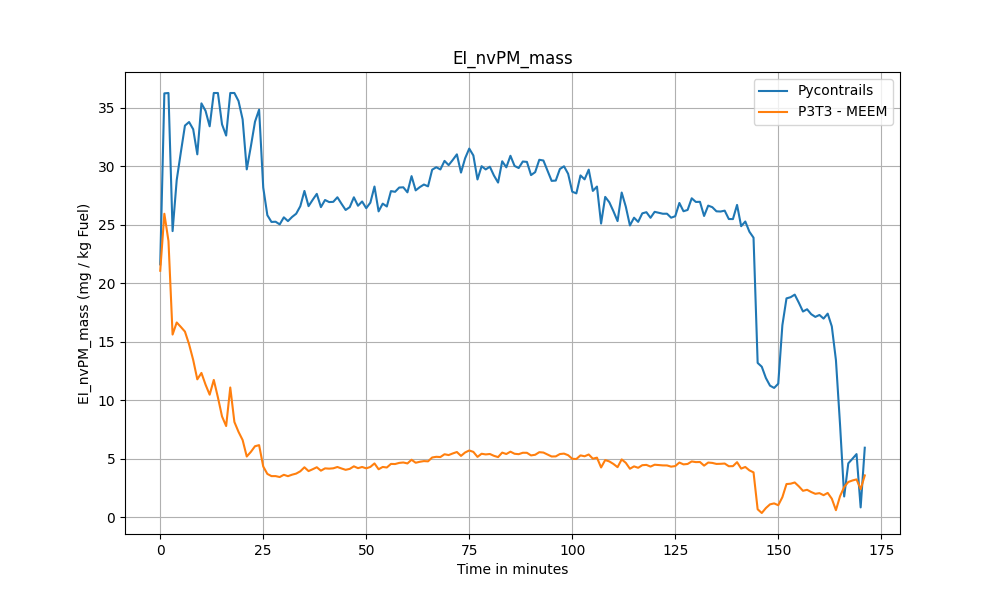 EI_nvPM_mass
Pycontrails
P3T3 - MEEM
EI_nvPM_mass (mg / kg Fuel)
35
30
25
20
15
10
5
0
0 25 50 75 100 125 150 175
Time in minutes